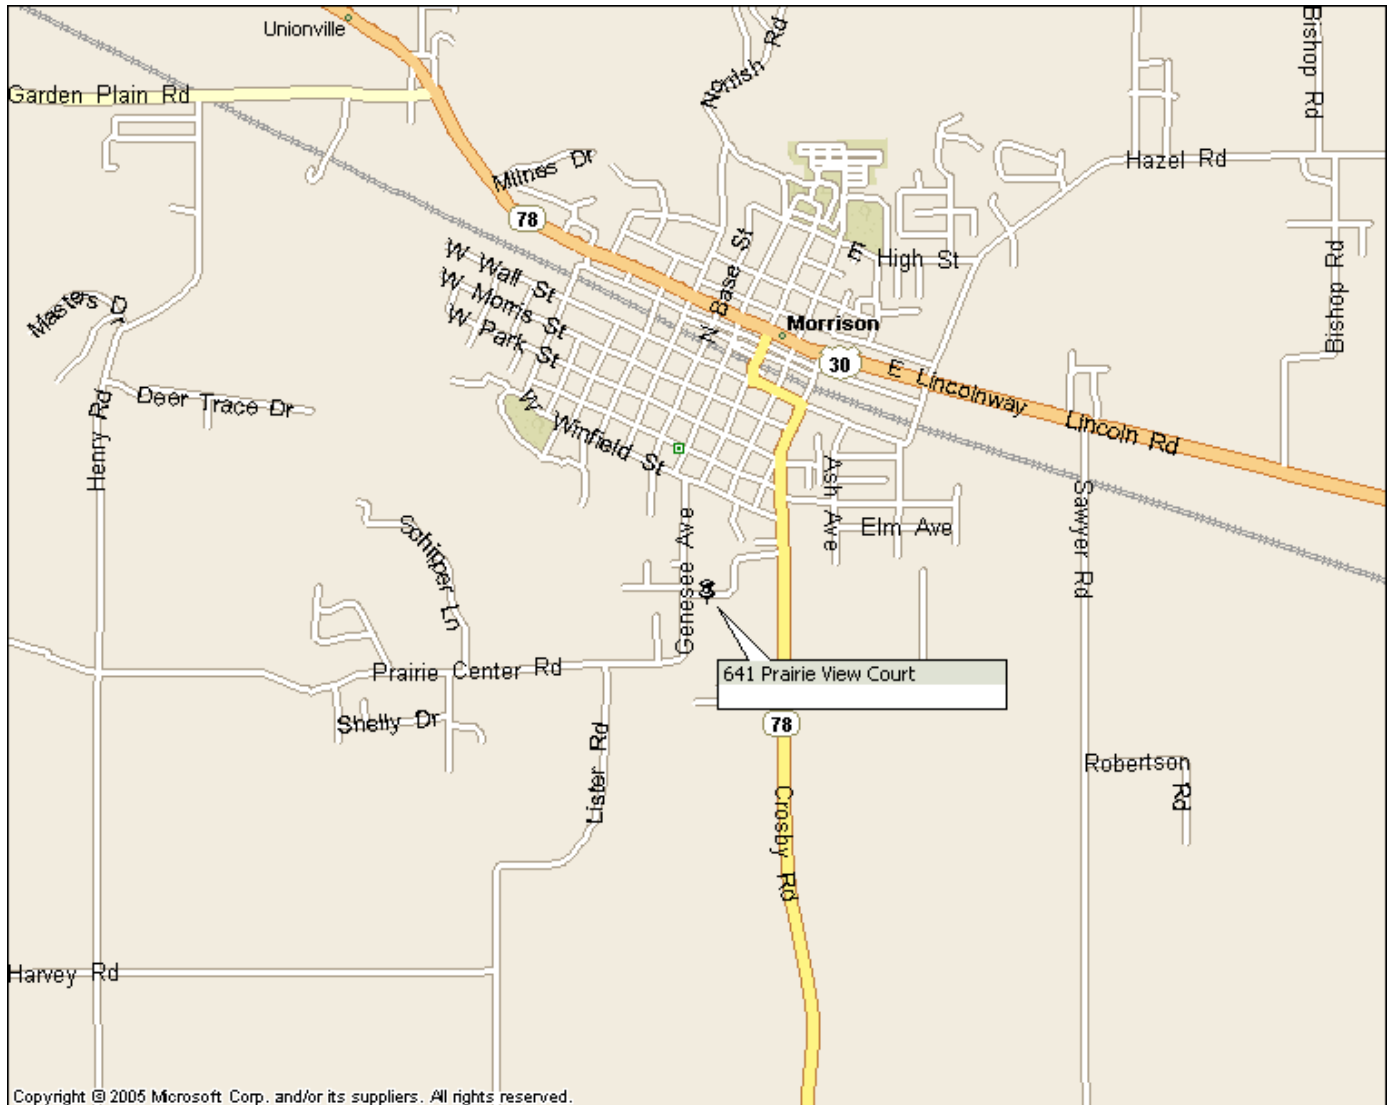 Unionville
Garden Plain Rd
Norrish Rd
Bishop Rd
Hazel Rd
Milnes Dr
78
E High St
N Base St
W Wall St
W Morris St
W Park St
Bishop Rd
Masters Dr
Morrison
30
E Lincolnway
Lincoln Rd
Deer Trace Dr
Henry Rd
W Winfield St
Ash Ave
Elm Ave
Sawyer Rd
Schipper Ln
Genesee Ave
Prairie Center Rd
641 Prairie View Court
Shelly Dr
78
Lister Rd
Crosby Rd
Robertson Rd
Harvey Rd
Copyright © 2005 Microsoft Corp. and/or its suppliers. All rights reserved.